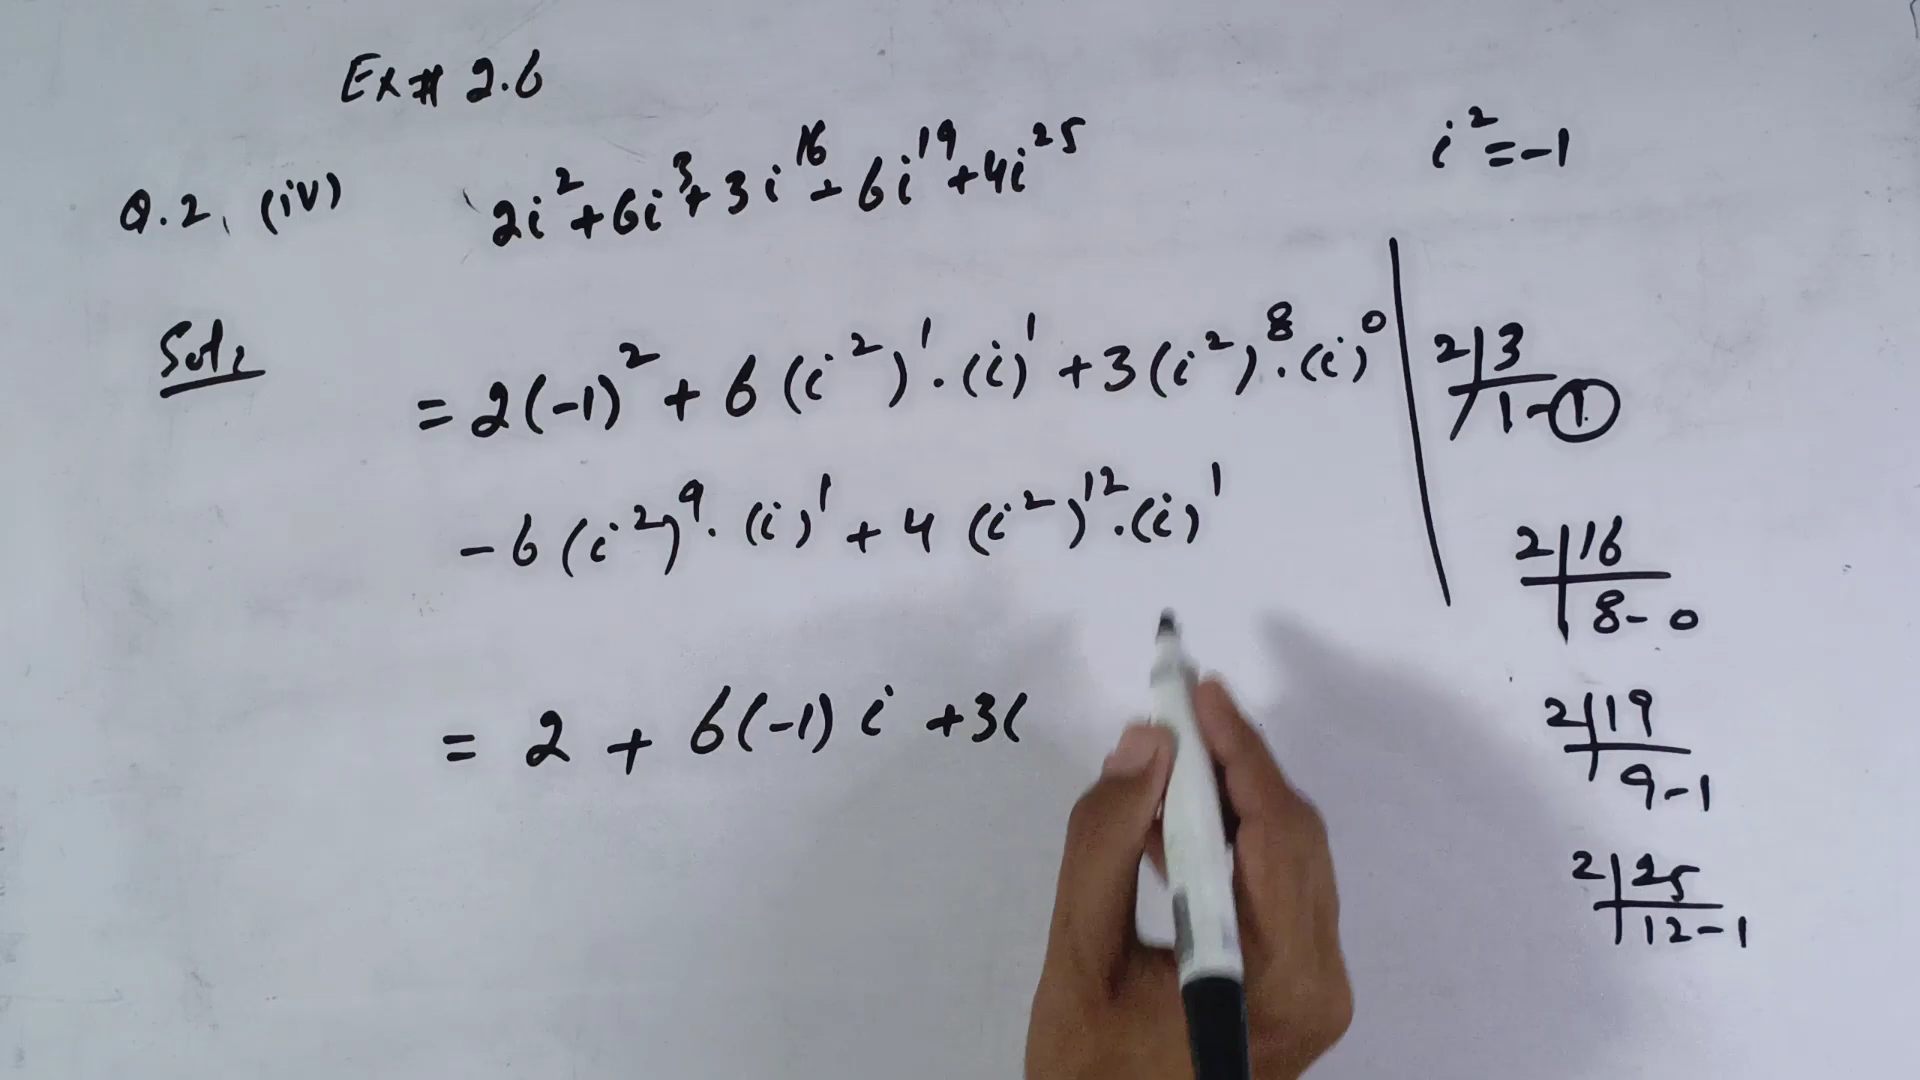 Ex# 2.6
i² = -1
Q.2, (iv) 2i² + 6i³ + 3i¹⁶ - 6i¹⁹ + 4i²⁵
Sol:
= 2(-1)² + 6(i²)¹.(i)¹ + 3(i²)⁸.(i)⁰
- 6(i²)⁹.(i)¹ + 4(i²)¹².(i)¹
= 2 + 6(-1)i + 3(
2|3
1-1
2|16
8-0
2|19
9-1
2|25
12-1